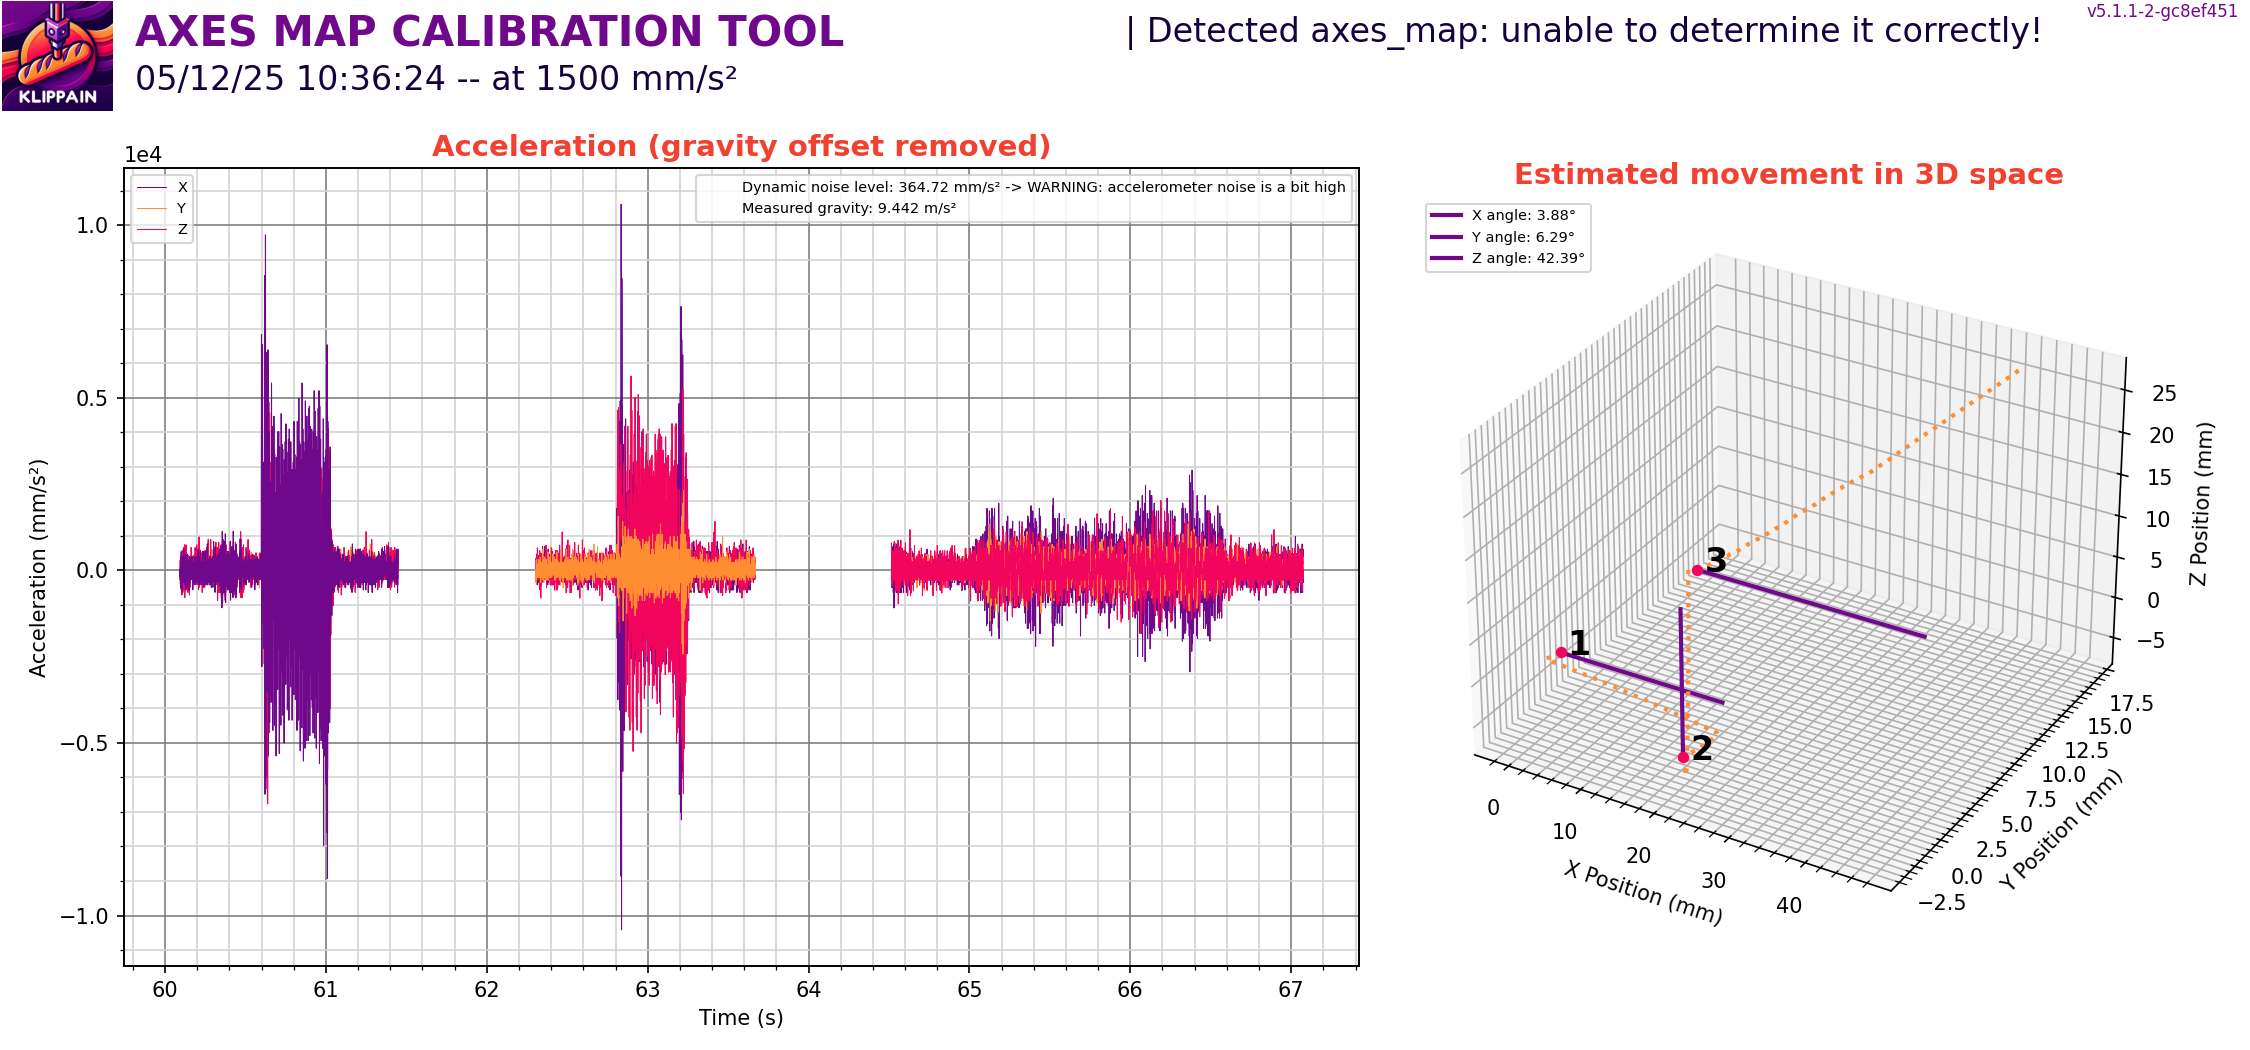 KLIPPAIN
AXES MAP CALIBRATION TOOL
05/12/25 10:36:24 -- at 1500 mm/s²
| Detected axes_map: unable to determine it correctly!
v5.1.1-2-gc8ef451
Acceleration (gravity offset removed)
1e4
X
Y
Z
Dynamic noise level: 364.72 mm/s² -> WARNING: accelerometer noise is a bit high
Measured gravity: 9.442 m/s²
1.0
0.5
0.0
−0.5
−1.0
Acceleration (mm/s²)
60 61 62 63 64 65 66 67
Time (s)
Estimated movement in 3D space
X angle: 3.88°
Y angle: 6.29°
Z angle: 42.39°
1
2
3
0 10 20 30 40
X Position (mm)
−2.5 0.0 2.5 5.0 7.5 10.0 12.5 15.0 17.5
Y Position (mm)
25
20
15
10
5
0
−5
Z Position (mm)